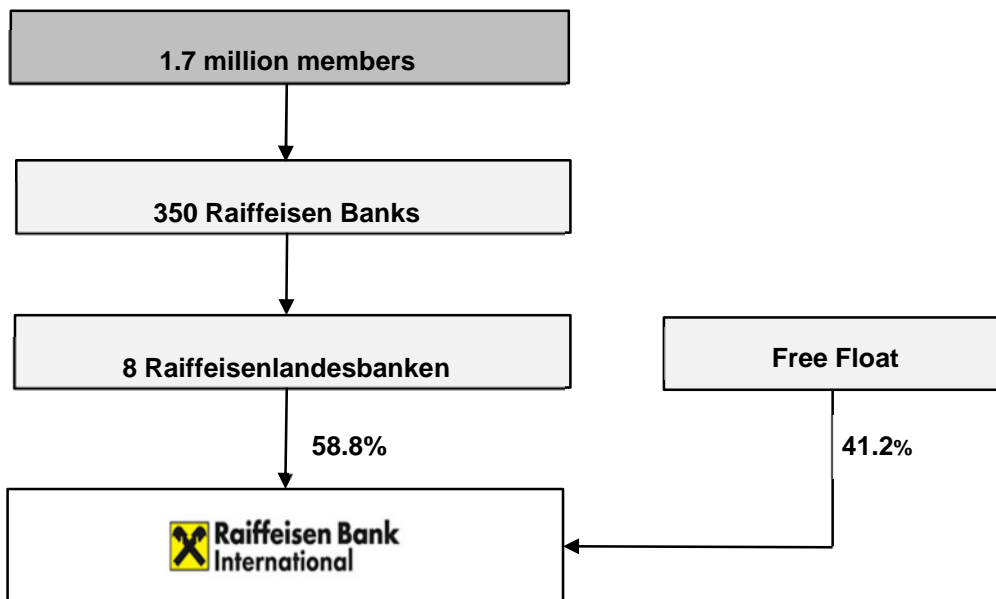 1.7 million members
350 Raiffeisen Banks
8 Raiffeisenlandesbanken
Free Float
58.8%
41.2%
Raiffeisen Bank
International